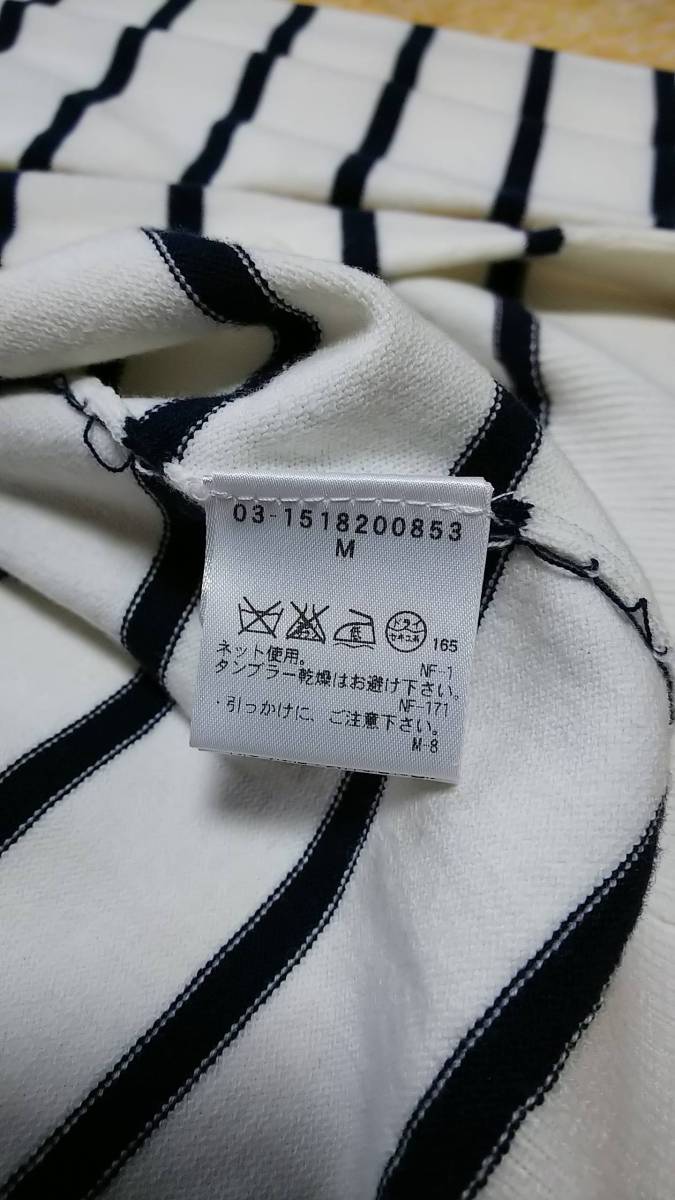 03-1518200853
M
低 ドライ セキユ系 165
ネット使用。 NF-1
タンブラー乾燥はお避け下さい。
NF-171
・引っかけに、ご注意下さい。
M-8